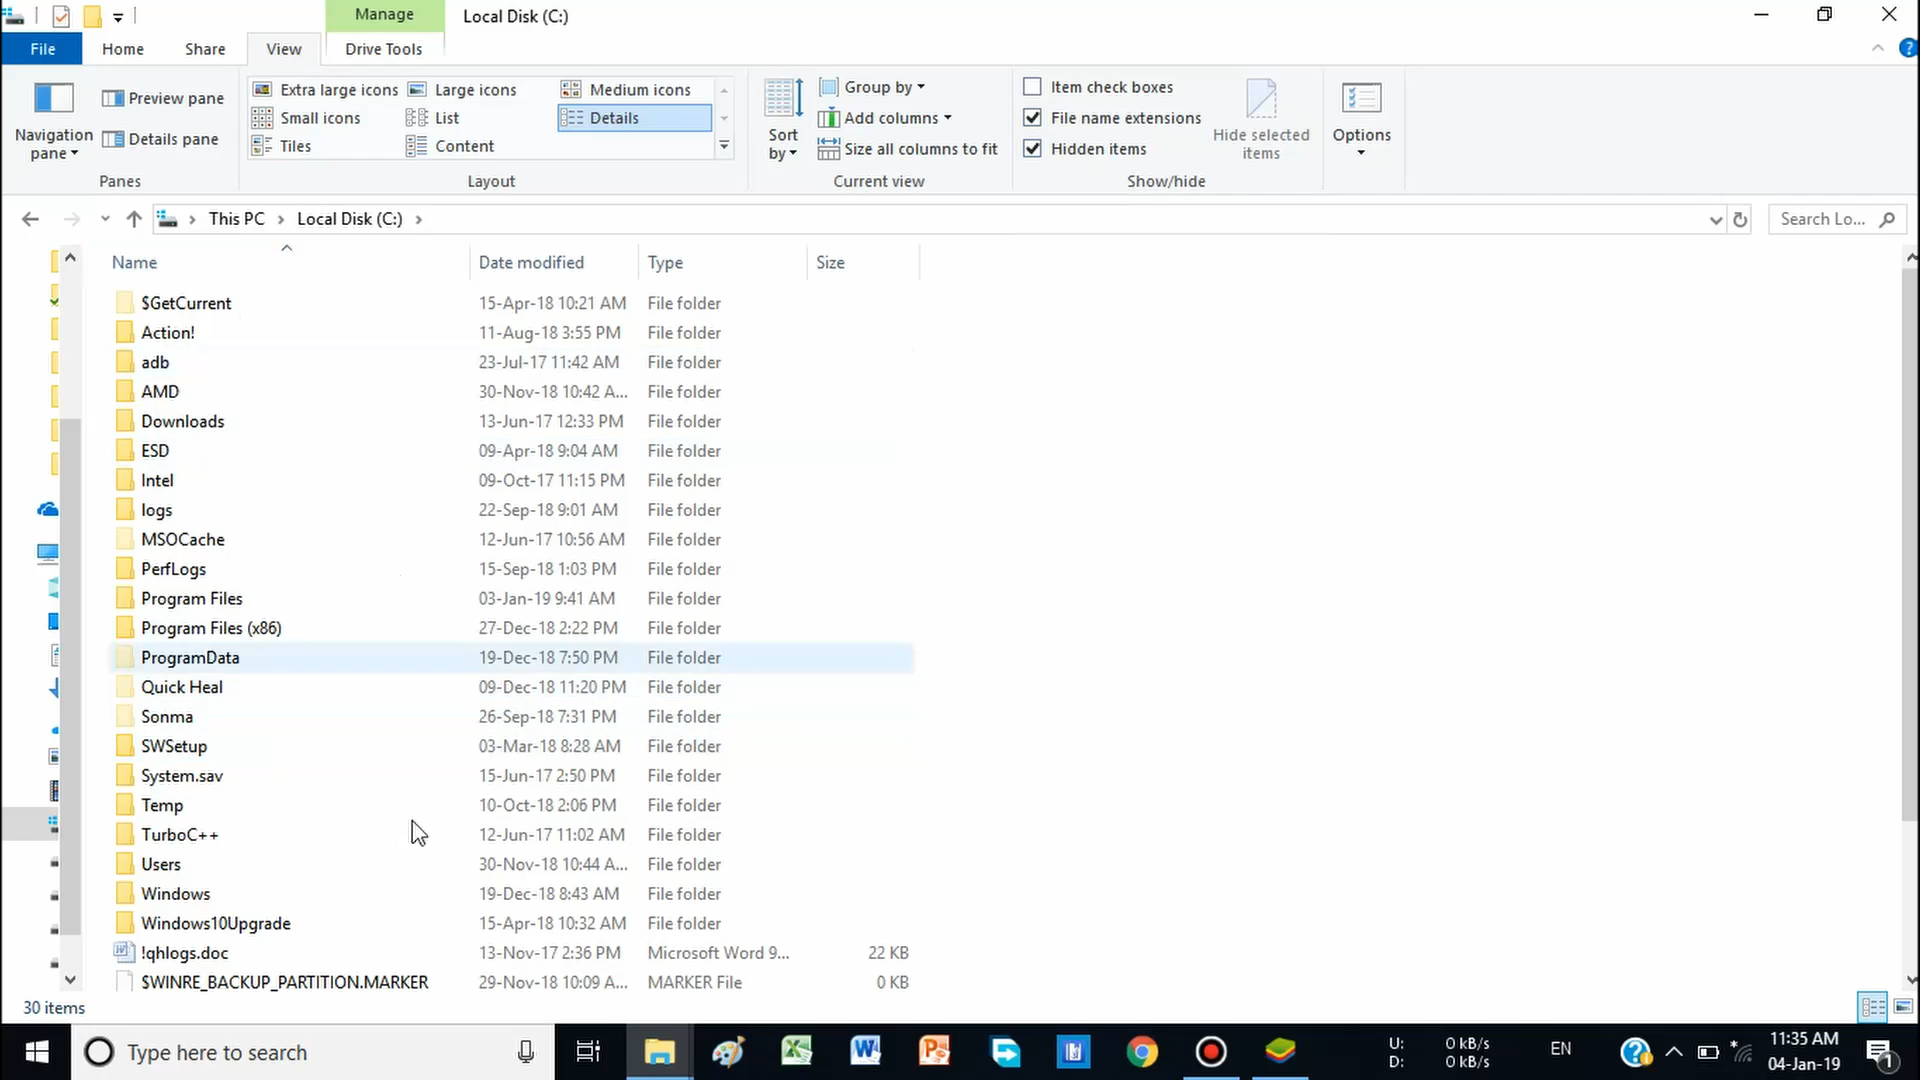 Manage
Local Disk (C:)
File
Home
Share
View
Drive Tools
Navigation pane
Preview pane
Details pane
Panes
Extra large icons
Large icons
Medium icons
Small icons
List
Details
Tiles
Content
Layout
Sort by
Group by
Add columns
Size all columns to fit
Current view
Item check boxes
File name extensions
Hidden items
Hide selected items
Show/hide
Options
This PC > Local Disk (C:) >
Search Lo...
Name Date modified Type Size
$GetCurrent 15-Apr-18 10:21 AM File folder
Action! 11-Aug-18 3:55 PM File folder
adb 23-Jul-17 11:42 AM File folder
AMD 30-Nov-18 10:42 A... File folder
Downloads 13-Jun-17 12:33 PM File folder
ESD 09-Apr-18 9:04 AM File folder
Intel 09-Oct-17 11:15 PM File folder
logs 22-Sep-18 9:01 AM File folder
MSOCache 12-Jun-17 10:56 AM File folder
PerfLogs 15-Sep-18 1:03 PM File folder
Program Files 03-Jan-19 9:41 AM File folder
Program Files (x86) 27-Dec-18 2:22 PM File folder
ProgramData 19-Dec-18 7:50 PM File folder
Quick Heal 09-Dec-18 11:20 PM File folder
Sonma 26-Sep-18 7:31 PM File folder
SWSetup 03-Mar-18 8:28 AM File folder
System.sav 15-Jun-17 2:50 PM File folder
Temp 10-Oct-18 2:06 PM File folder
TurboC++ 12-Jun-17 11:02 AM File folder
Users 30-Nov-18 10:44 A... File folder
Windows 19-Dec-18 8:43 AM File folder
Windows10Upgrade 15-Apr-18 10:32 AM File folder
!qhlogs.doc 13-Nov-17 2:36 PM Microsoft Word 9... 22 KB
$WINRE_BACKUP_PARTITION.MARKER 29-Nov-18 10:09 A... MARKER File 0 KB
30 items
Type here to search
U: 0 kB/s
D: 0 kB/s
EN
11:35 AM
04-Jan-19
1